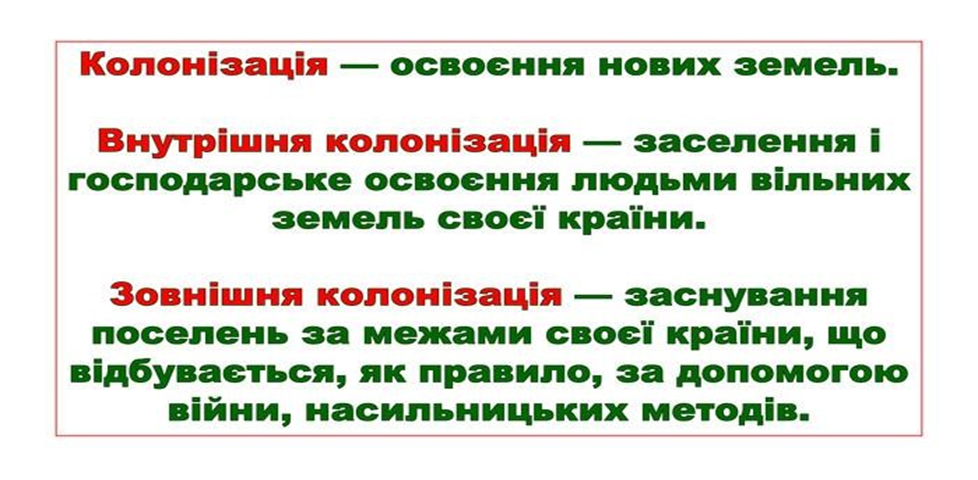 Колонізація — освоєння нових земель.
Внутрішня колонізація — заселення і
господарське освоєння людьми вільних
земель своєї країни.
Зовнішня колонізація — заснування
поселень за межами своєї країни, що
відбувається, як правило, за допомогою
війни, насильницьких методів.